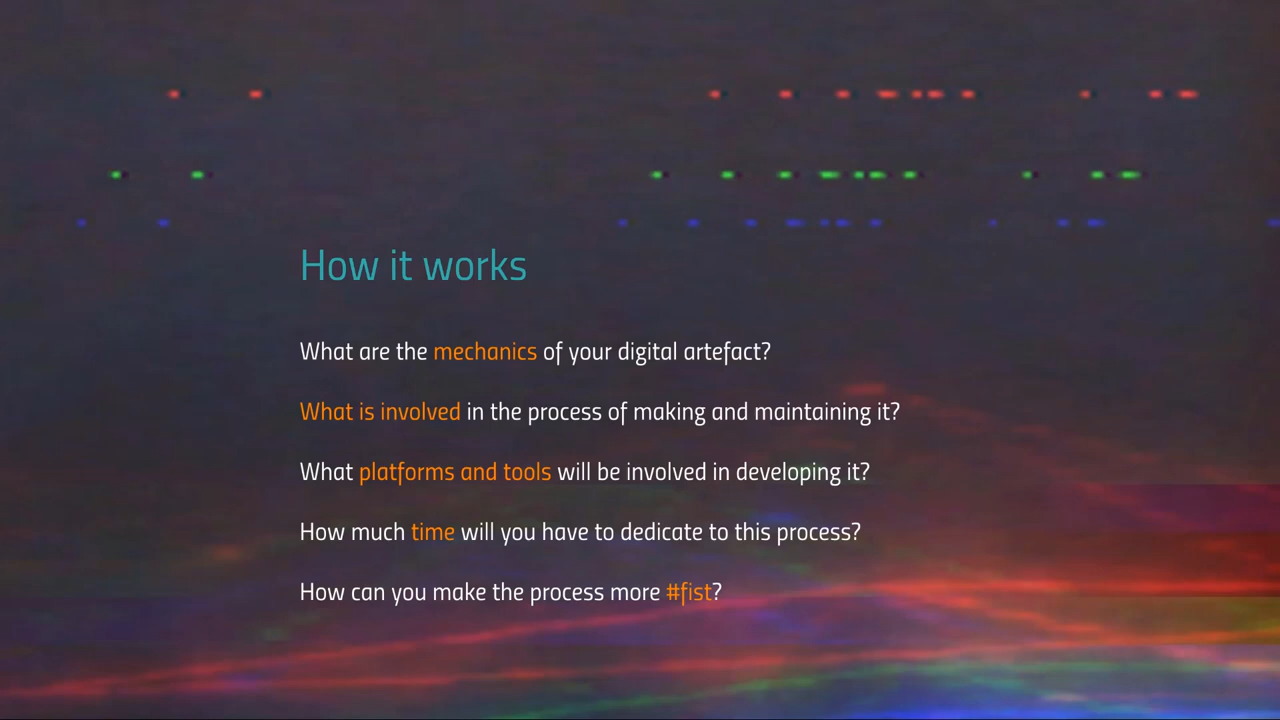 How it works
What are the mechanics of your digital artefact?
What is involved in the process of making and maintaining it?
What platforms and tools will be involved in developing it?
How much time will you have to dedicate to this process?
How can you make the process more #fist?